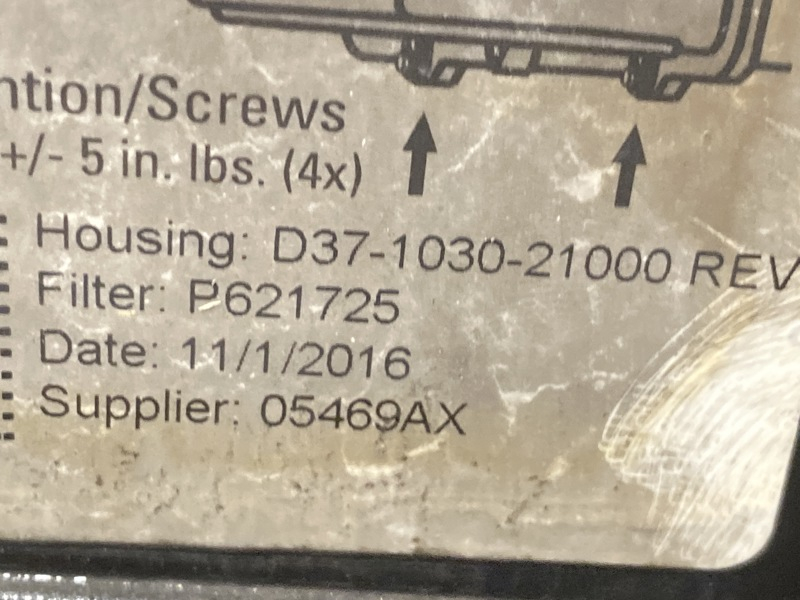 ntion/Screws
+/- 5 in. lbs. (4x)
Housing: D37-1030-21000 REV
Filter: P621725
Date: 11/1/2016
Supplier: 05469AX